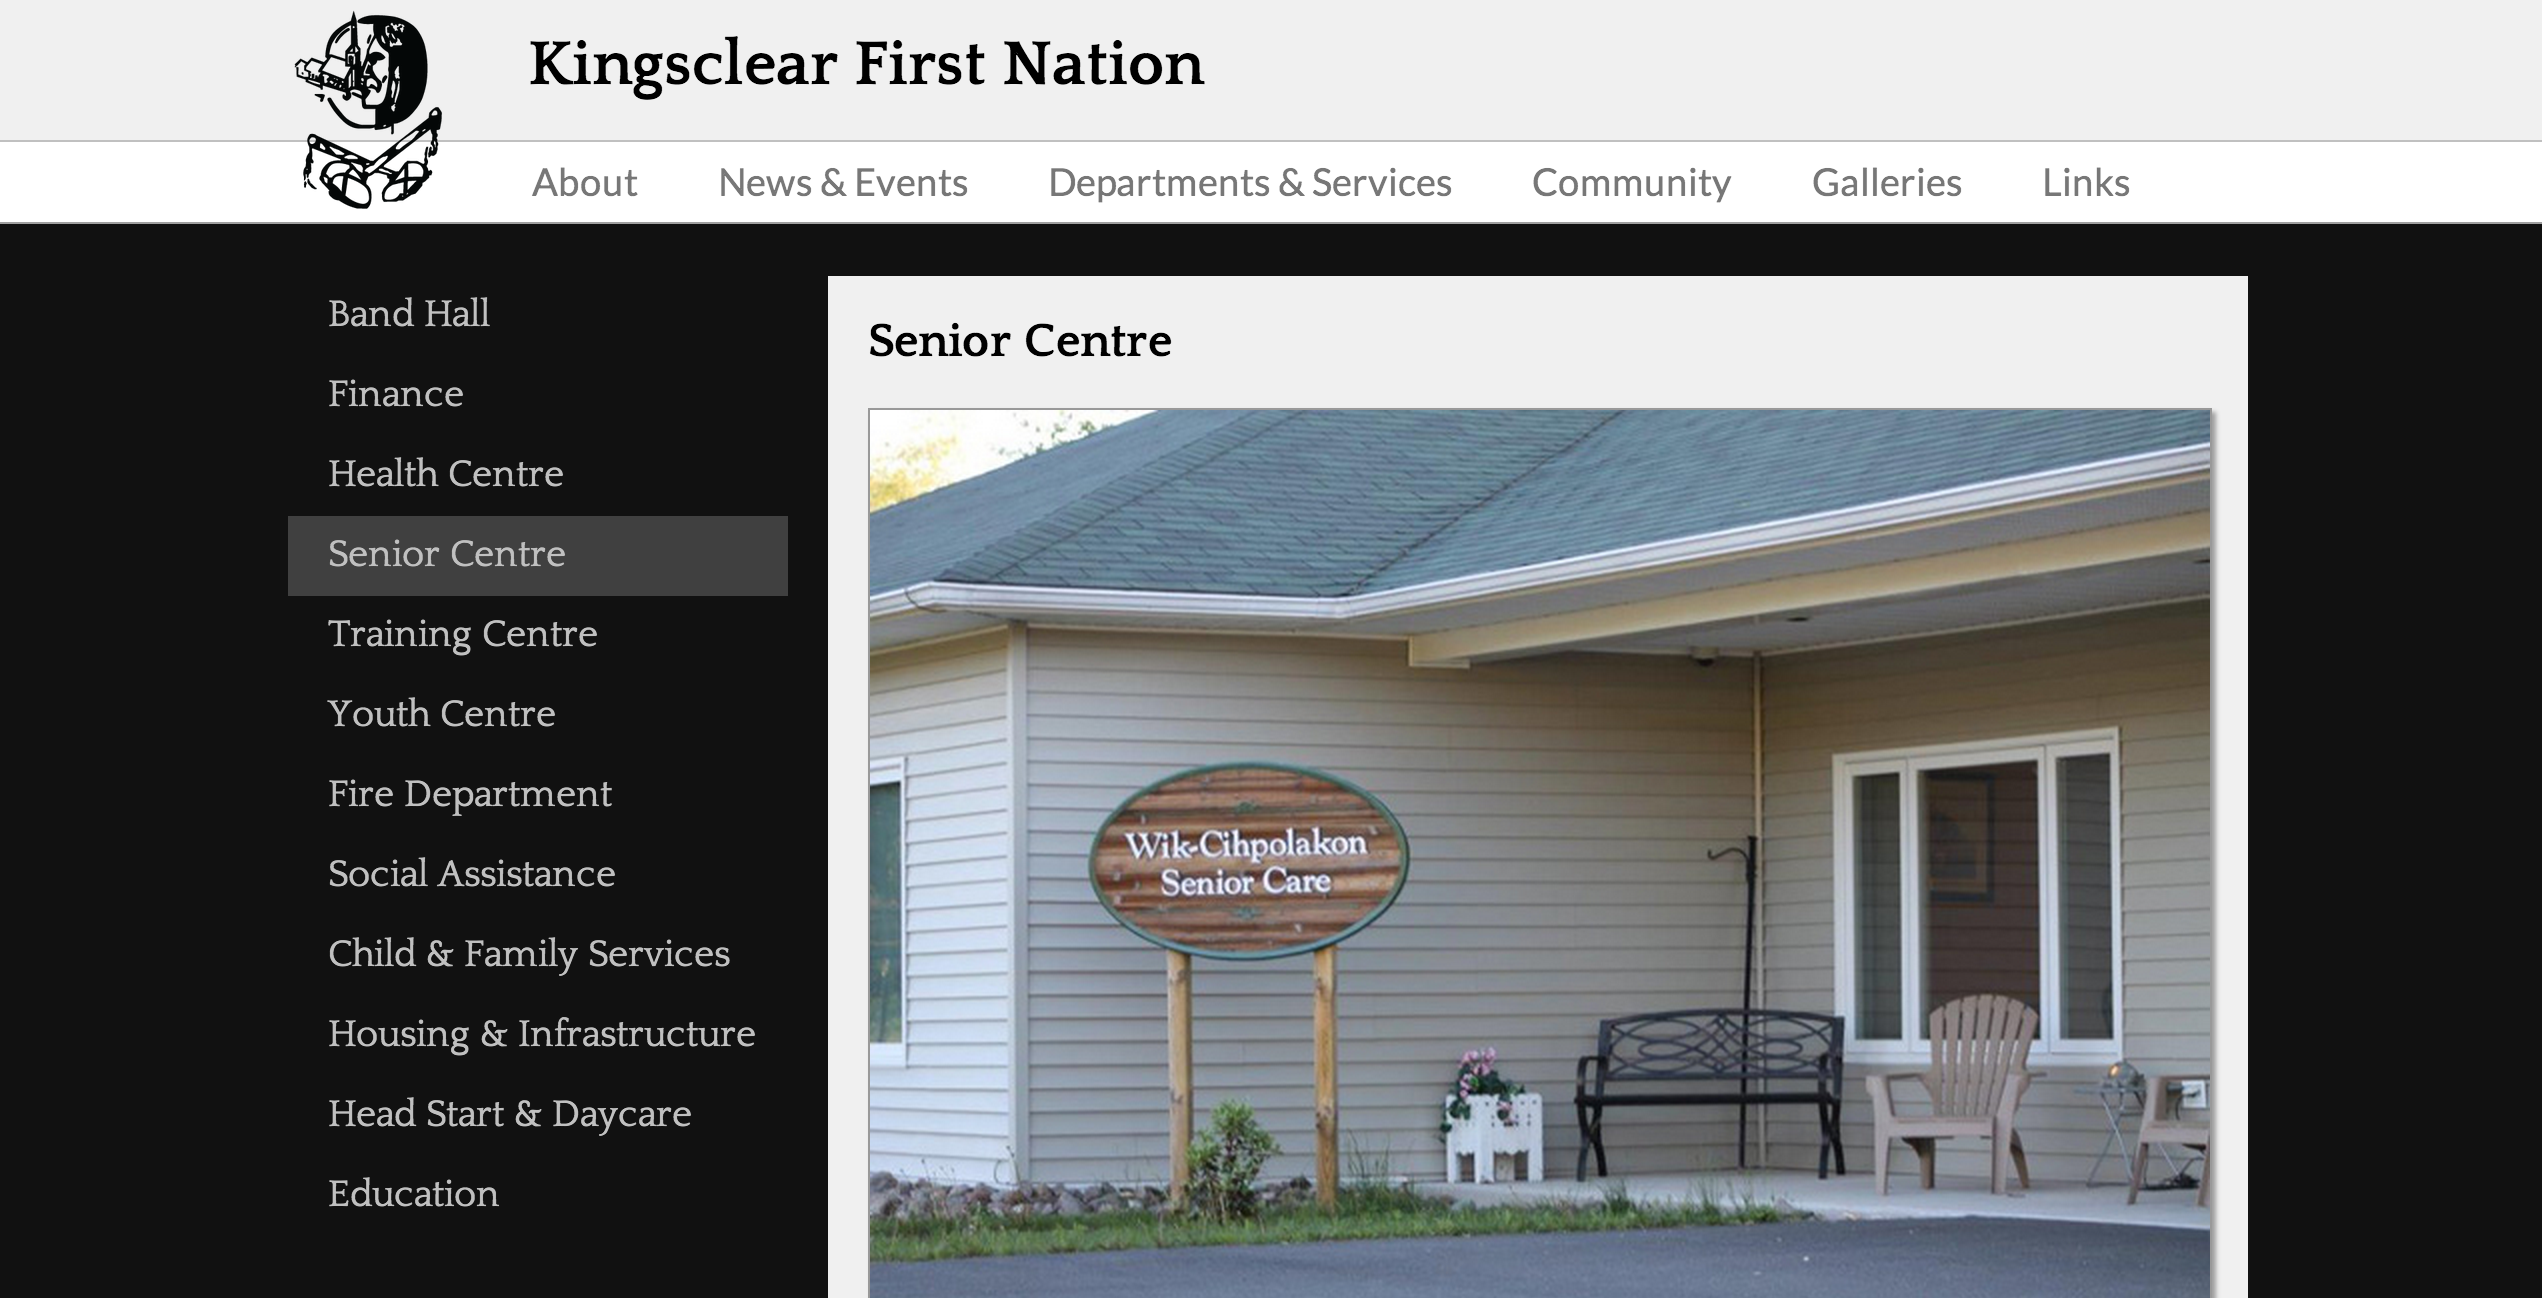 Kingsclear First Nation
About News & Events Departments & Services Community Galleries Links
Band Hall
Finance
Health Centre
Senior Centre
Training Centre
Youth Centre
Fire Department
Social Assistance
Child & Family Services
Housing & Infrastructure
Head Start & Daycare
Education
Senior Centre
Wik-Cihpolakon
Senior Care